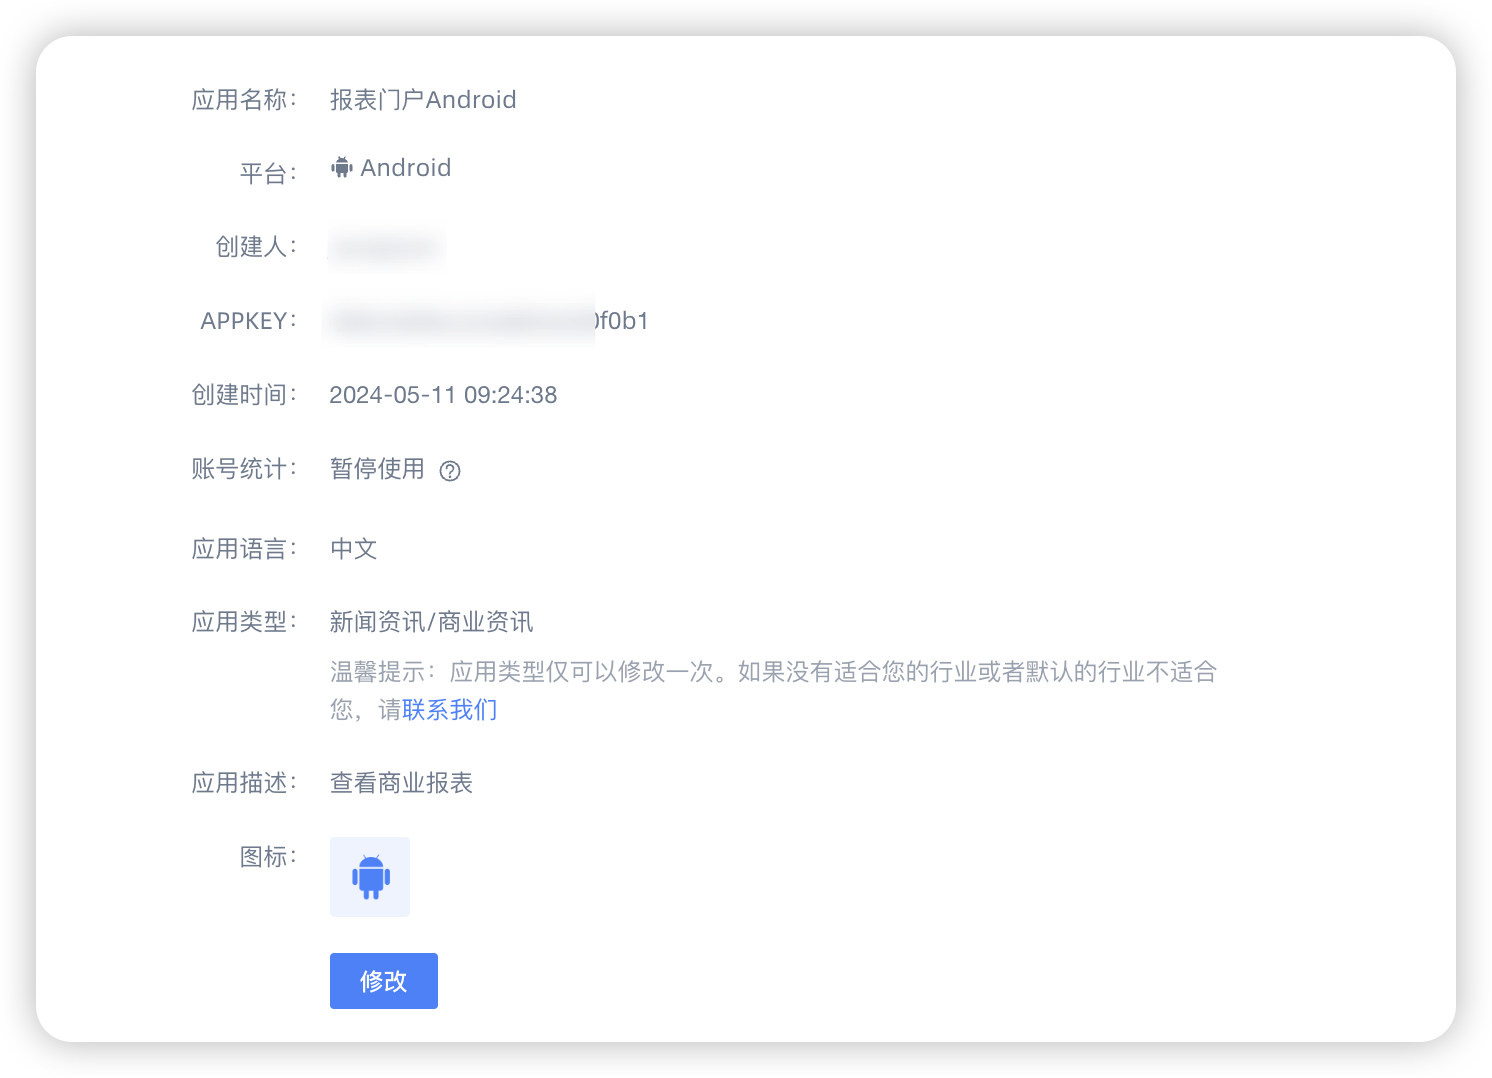 应用名称： 报表门户Android
平台： Android
创建人：
APPKEY： f0b1
创建时间： 2024-05-11 09:24:38
账号统计： 暂停使用
应用语言： 中文
应用类型： 新闻资讯/商业资讯
温馨提示：应用类型仅可以修改一次。如果没有适合您的行业或者默认的行业不适合
您，请联系我们
应用描述： 查看商业报表
图标：
修改